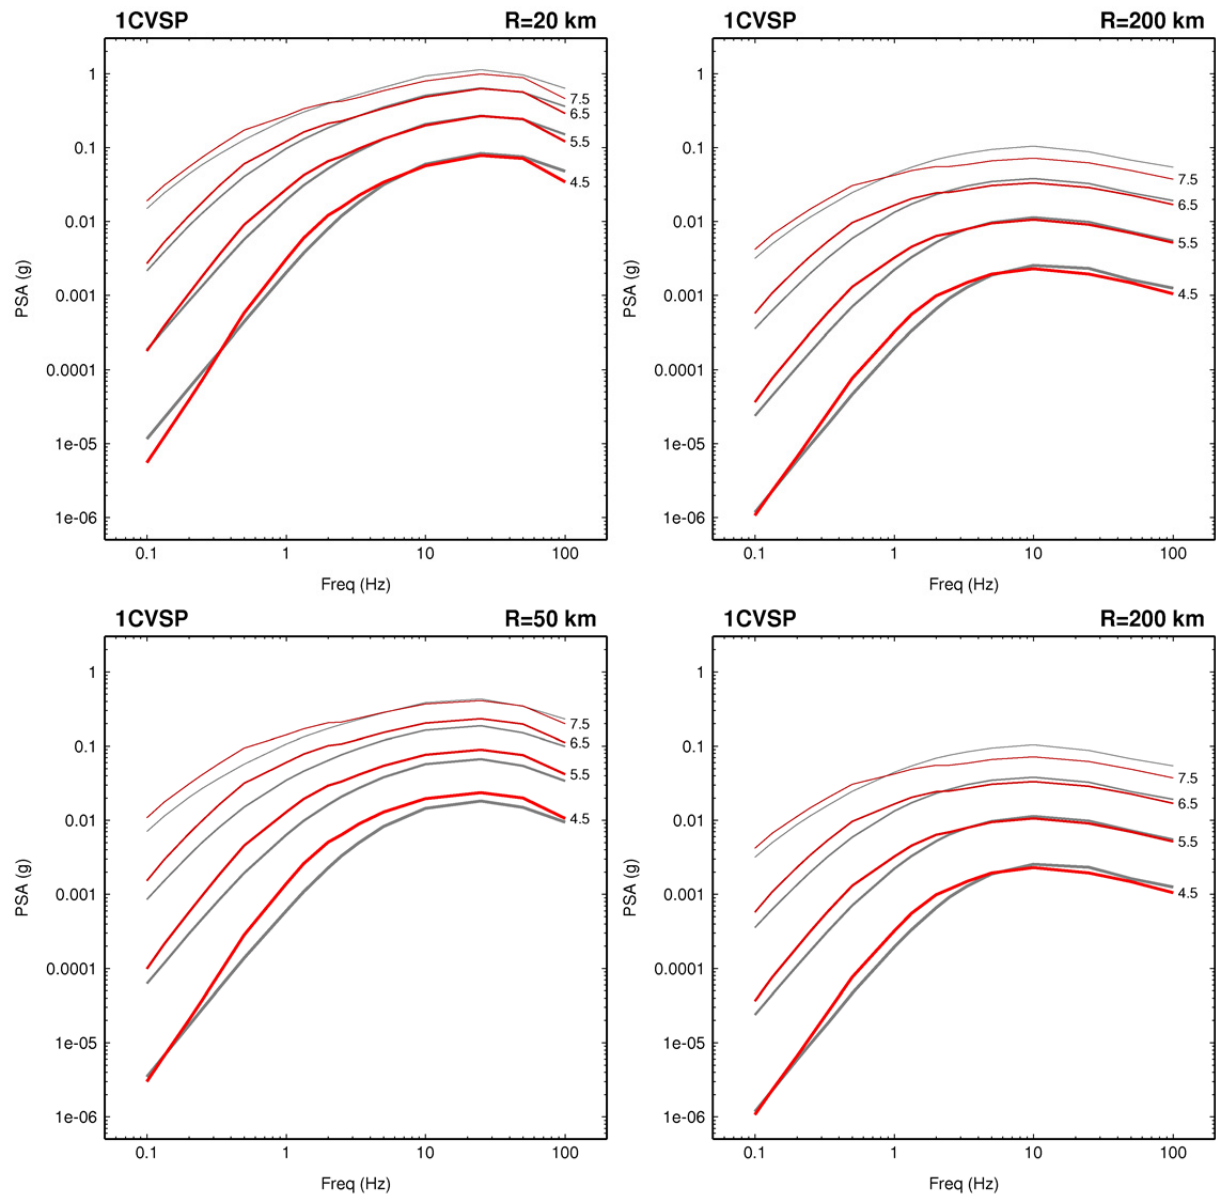 1CVSP R=20 km
1
0.1
0.01
0.001
0.0001
1e-05
1e-06
PSA (g)
7.5
6.5
5.5
4.5
0.1 1 10 100
Freq (Hz)
1CVSP R=200 km
1
0.1
0.01
0.001
0.0001
1e-05
1e-06
PSA (g)
7.5
6.5
5.5
4.5
0.1 1 10 100
Freq (Hz)
1CVSP R=50 km
1
0.1
0.01
0.001
0.0001
1e-05
1e-06
PSA (g)
7.5
6.5
5.5
4.5
0.1 1 10 100
Freq (Hz)
1CVSP R=200 km
1
0.1
0.01
0.001
0.0001
1e-05
1e-06
PSA (g)
7.5
6.5
5.5
4.5
0.1 1 10 100
Freq (Hz)